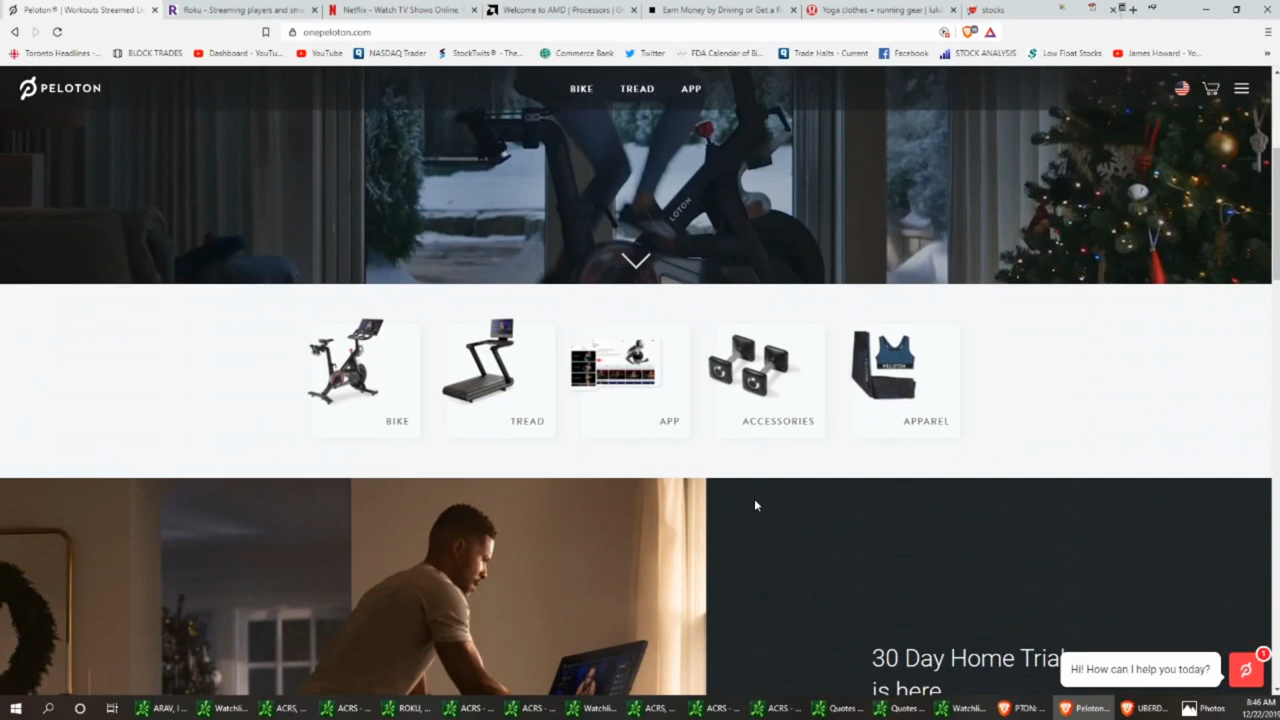 Peloton® | Workouts Streamed Li
Roku - Streaming players and sma
Netflix - Watch TV Shows Online,
Welcome to AMD | Processors | Gr
Earn Money by Driving or Get a Ri
Yoga clothes + running gear | lulu
stocks
onepeloton.com
Toronto Headlines -...
BLOCK TRADES
Dashboard - YouTu...
YouTube
NASDAQ Trader
StockTwits® - The...
Commerce Bank
Twitter
FDA Calendar of Bi...
Trade Halts - Current
Facebook
STOCK ANALYSIS
Low Float Stocks
James Howard - Yo...
PELOTON
BIKE
TREAD
APP
LOTON
BIKE
TREAD
APP
ACCESSORIES
PELOTON
APPAREL
30 Day Home Trial
is here
Hi! How can I help you today?
1
ARAV, I ...
Watchli...
ACRS, ...
ACRS - ...
ROKU, ...
ACRS - ...
ACRS - ...
Watchli...
ACRS, ...
ACRS - ...
ACRS - ...
Quotes ...
Quotes ...
Watchli...
PTON: ...
Peloton...
UBERD...
Photos
8:46 AM